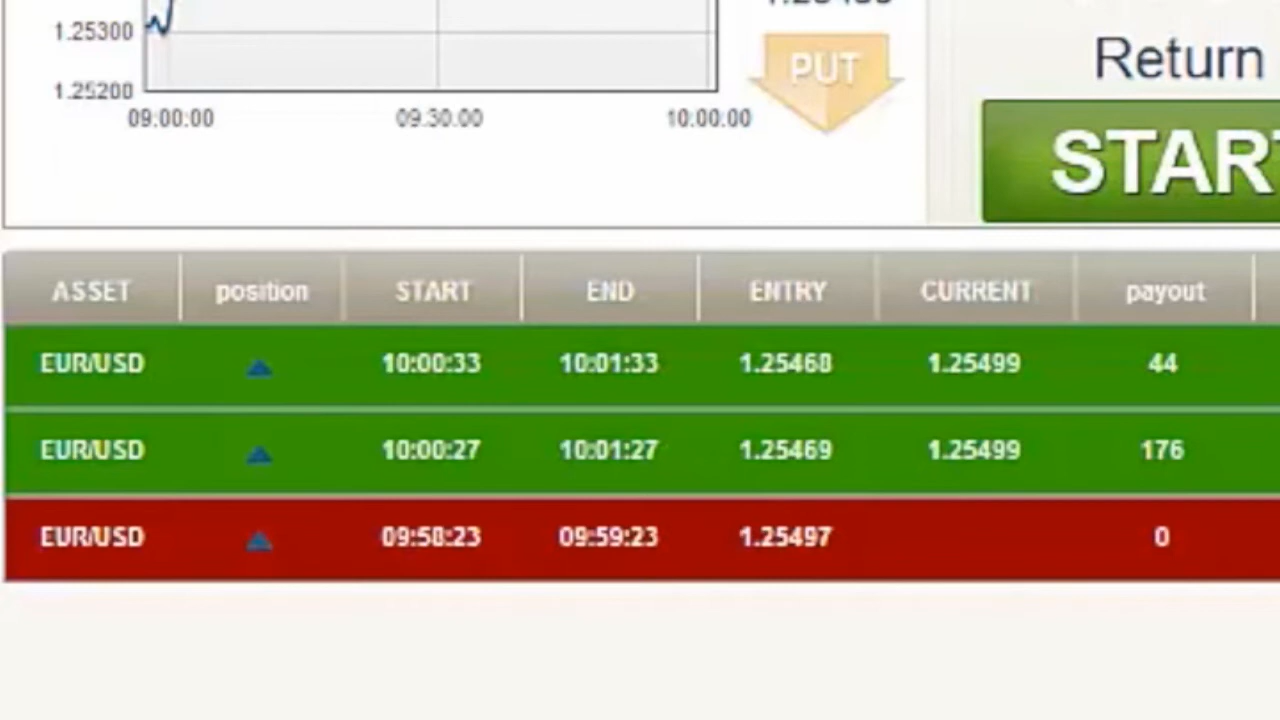 1.25300
1.25200
09:00:00 09:30:00 10:00:00
PUT
Return
START
ASSET position START END ENTRY CURRENT payout
EUR/USD 10:00:33 10:01:33 1.25468 1.25499 44
EUR/USD 10:00:27 10:01:27 1.25469 1.25499 176
EUR/USD 09:58:23 09:59:23 1.25497 0